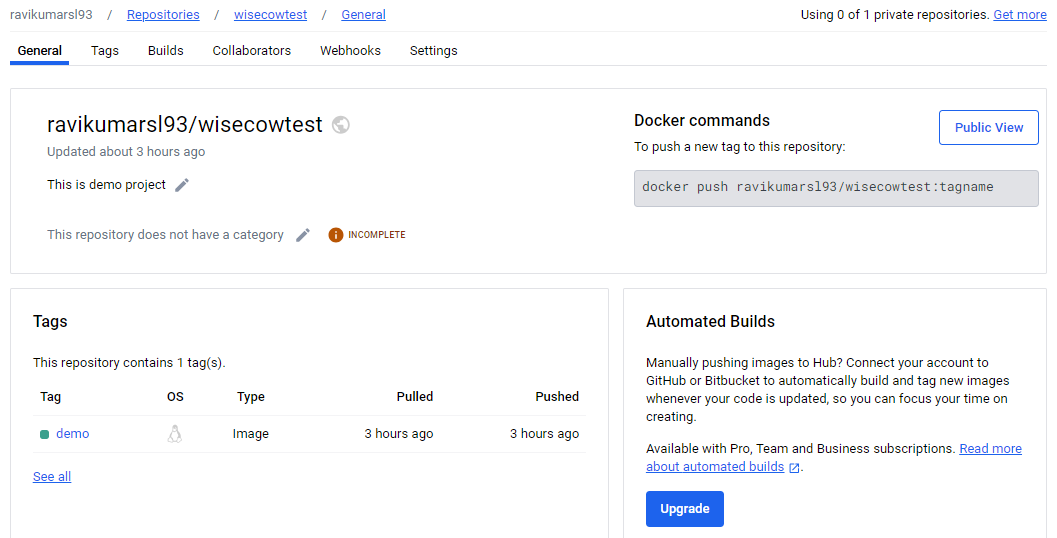 ravikumarsl93 / Repositories / wisecowtest / General
Using 0 of 1 private repositories. Get more
General Tags Builds Collaborators Webhooks Settings
ravikumarsl93/wisecowtest
Updated about 3 hours ago
This is demo project
This repository does not have a category INCOMPLETE
Docker commands
Public View
To push a new tag to this repository:
docker push ravikumarsl93/wisecowtest:tagname
Tags
This repository contains 1 tag(s).
Tag OS Type Pulled Pushed
demo Image 3 hours ago 3 hours ago
See all
Automated Builds
Manually pushing images to Hub? Connect your account to
GitHub or Bitbucket to automatically build and tag new images
whenever your code is updated, so you can focus your time on
creating.
Available with Pro, Team and Business subscriptions. Read more
about automated builds .
Upgrade